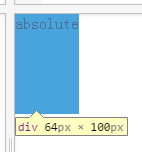 absolute
div 64px × 100px